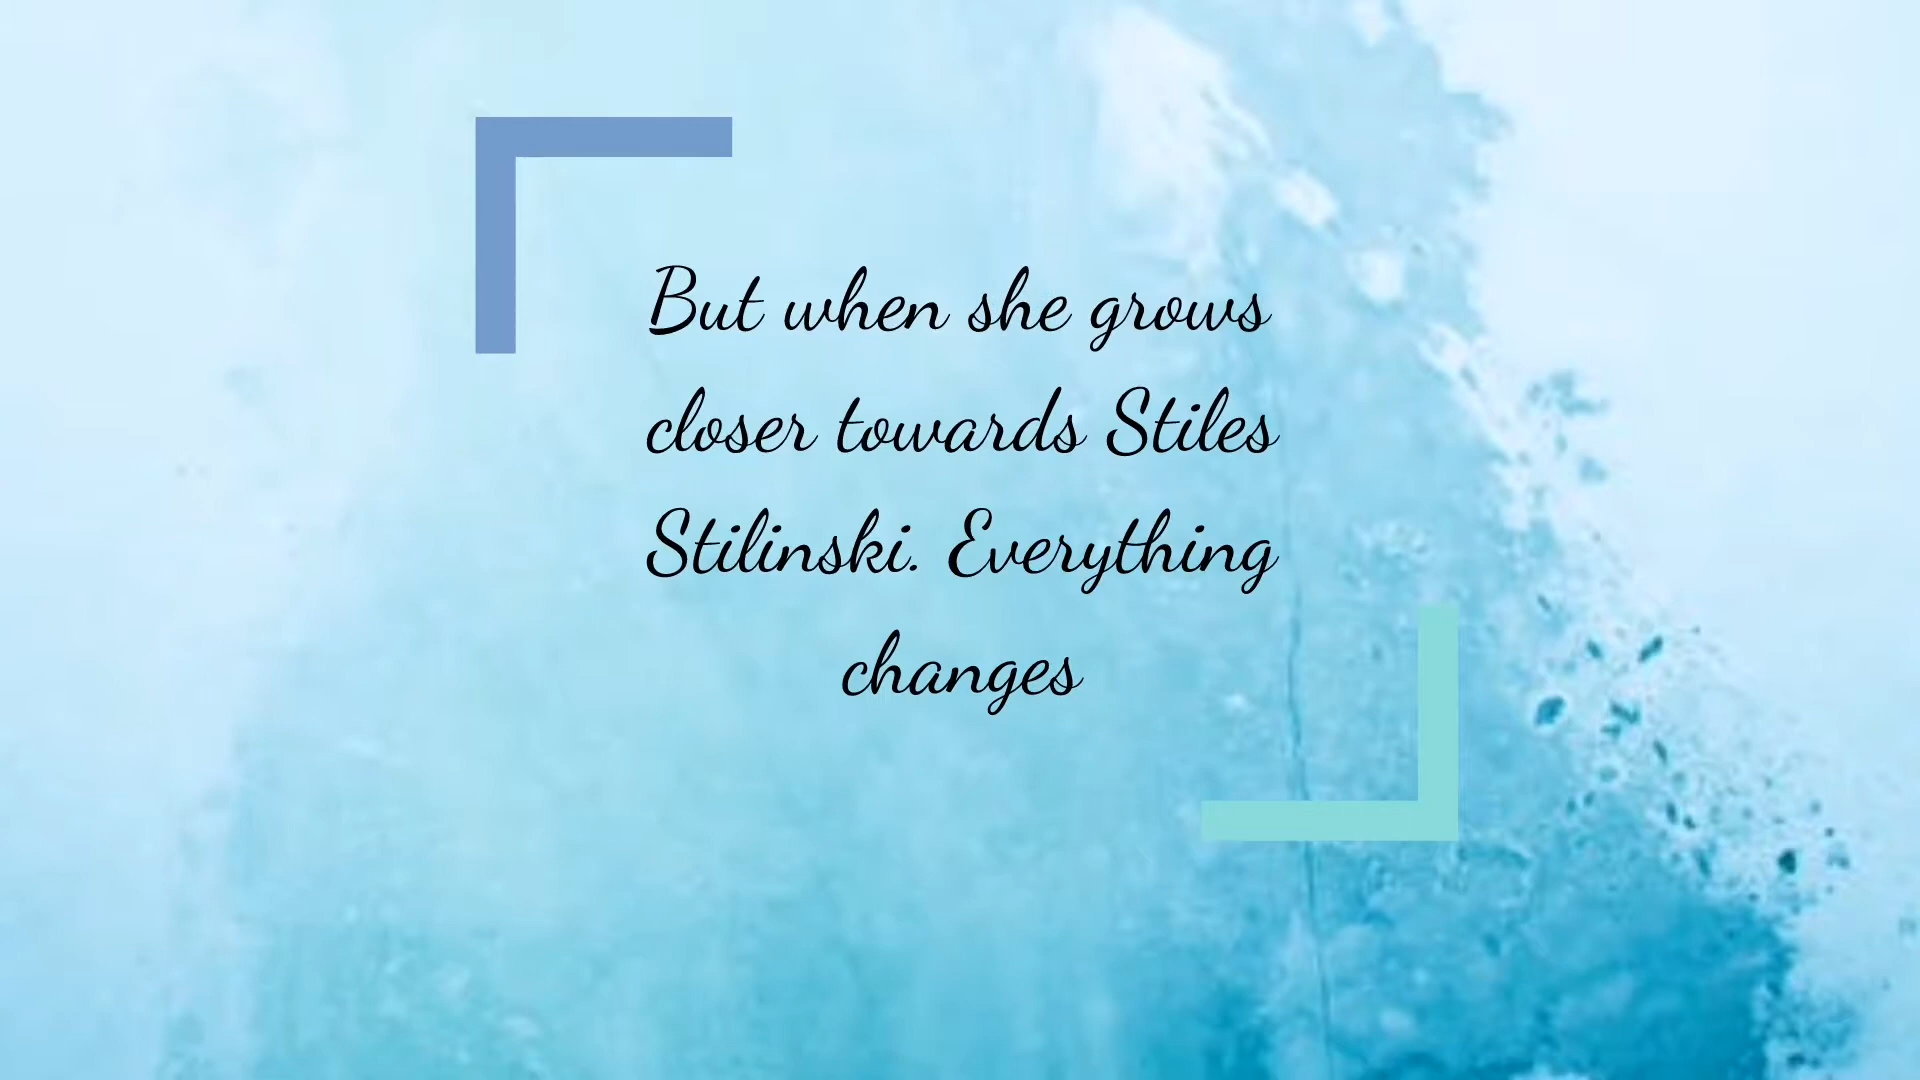 But when she grows
closer towards Stiles
Stilinski. Everything
changes